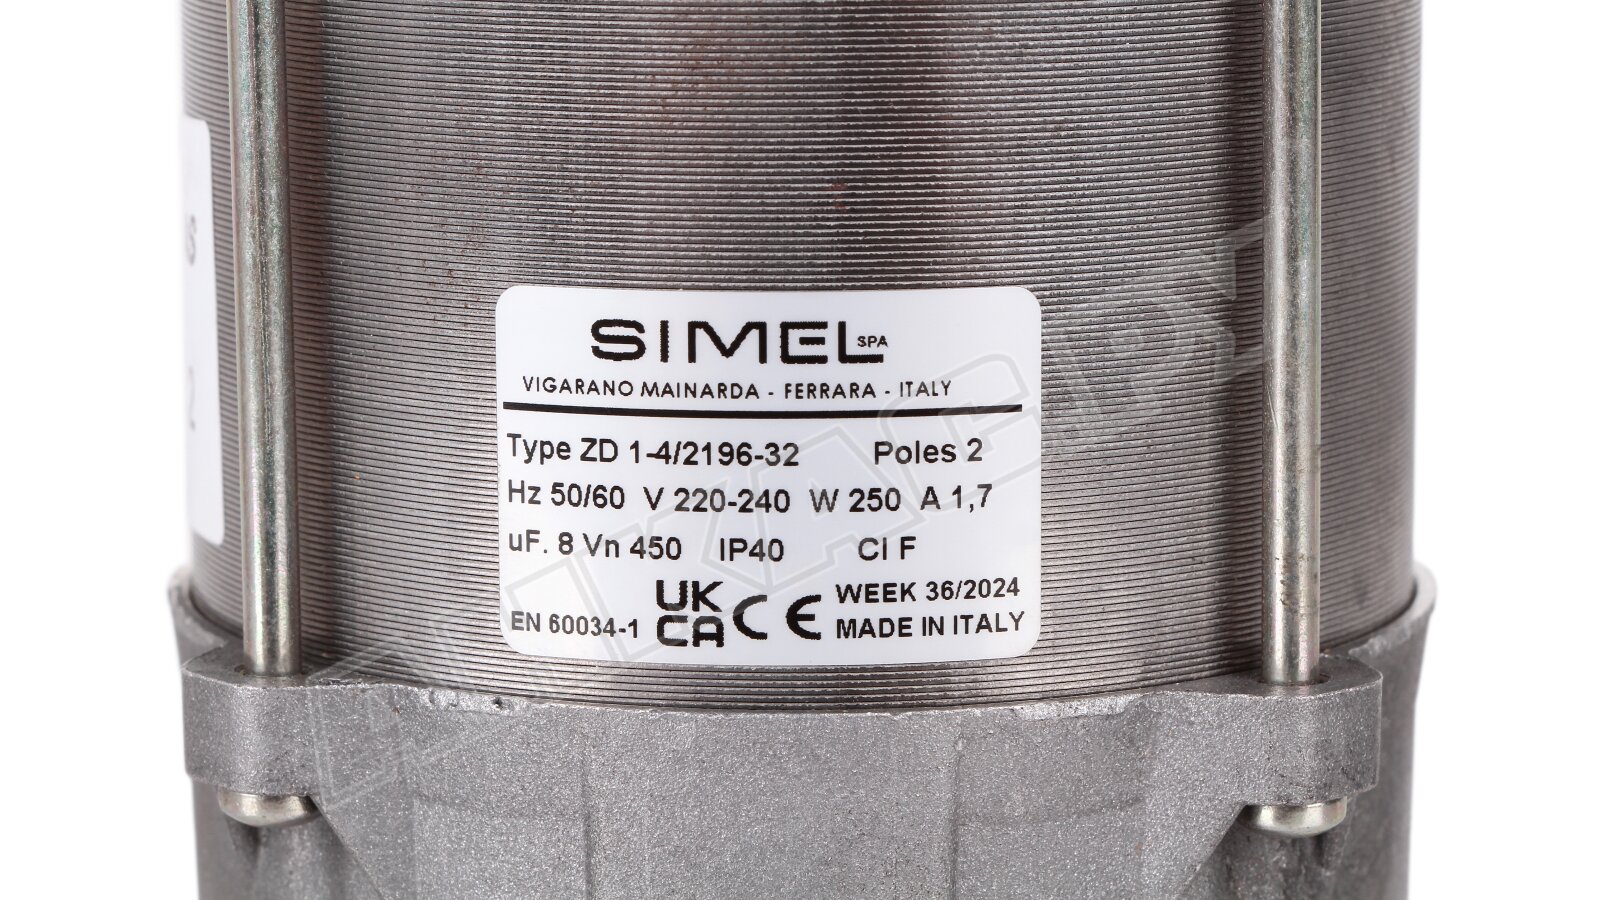 SIMEL SPA
VIGARANO MAINARDA - FERRARA - ITALY
Type ZD 1-4/2196-32 Poles 2
Hz 50/60 V 220-240 W 250 A 1,7
uF. 8 Vn 450 IP40 Cl F
EN 60034-1 UK CA CE WEEK 36/2024
MADE IN ITALY
2